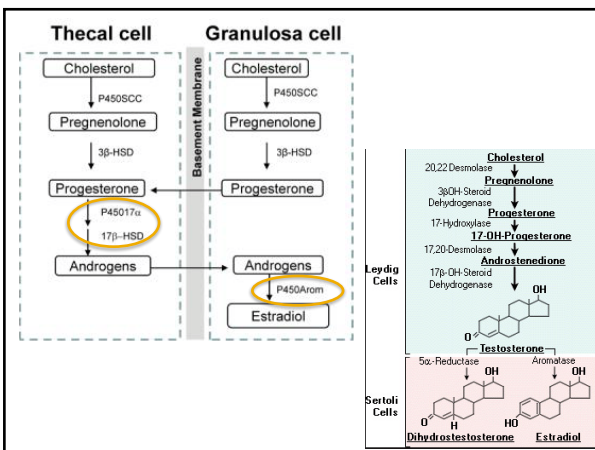 Thecal cell
Granulosa cell
Cholesterol
P450SCC
Pregnenolone
3β-HSD
Progesterone
P45017α
17β-HSD
Androgens
Basement Membrane
Cholesterol
P450SCC
Pregnenolone
3β-HSD
Progesterone
Androgens
P450Arom
Estradiol
Leydig
Cells
Cholesterol
20,22 Desmolase
Pregnenolone
3βOH-Steroid
Dehydrogenase
Progesterone
17-Hydroxylase
17-OH-Progesterone
17,20-Desmolase
Androstenedione
17β-OH-Steroid
Dehydrogenase
OH
O
Testosterone
5α-Reductase
Aromatase
Sertoli
Cells
OH
O
H
Dihydrostestosterone
OH
HO
Estradiol